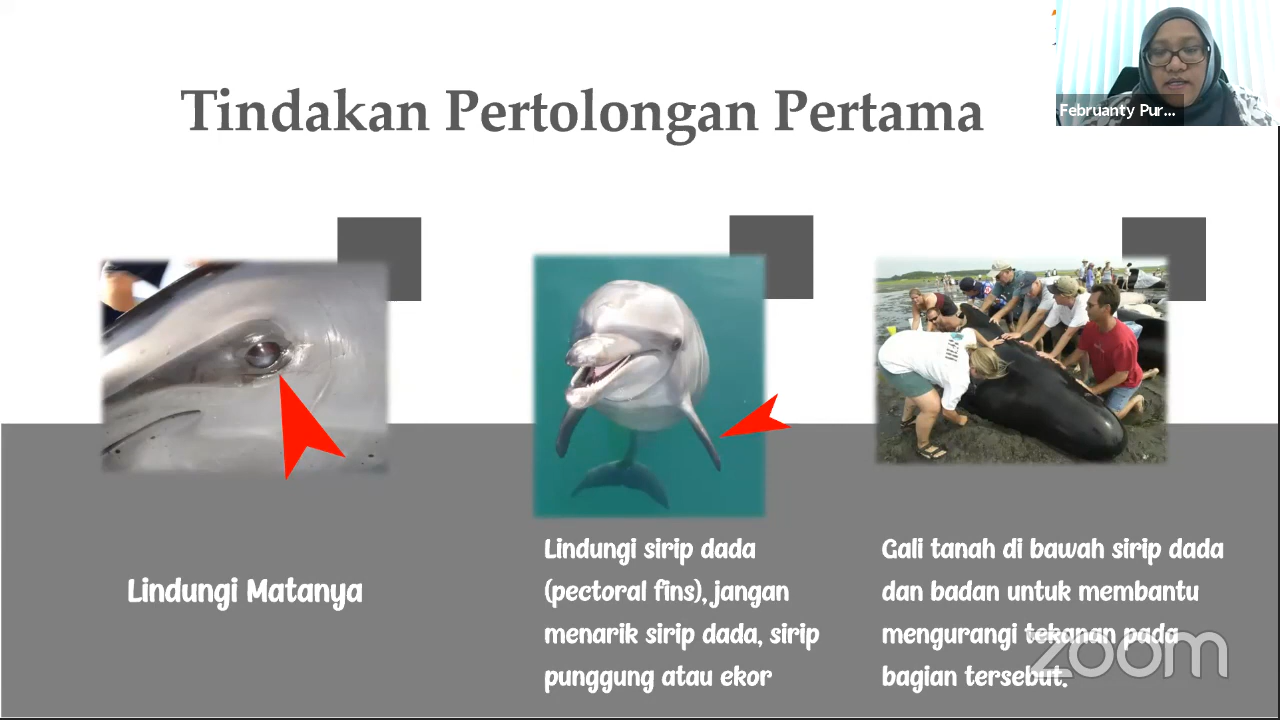 Tindakan Pertolongan Pertama
Februanty Pur...
Lindungi Matanya
Lindungi sirip dada
(pectoral fins), jangan
menarik sirip dada, sirip
punggung atau ekor
Gali tanah di bawah sirip dada
dan badan untuk membantu
mengurangi tekanan pada
bagian tersebut.
zoom